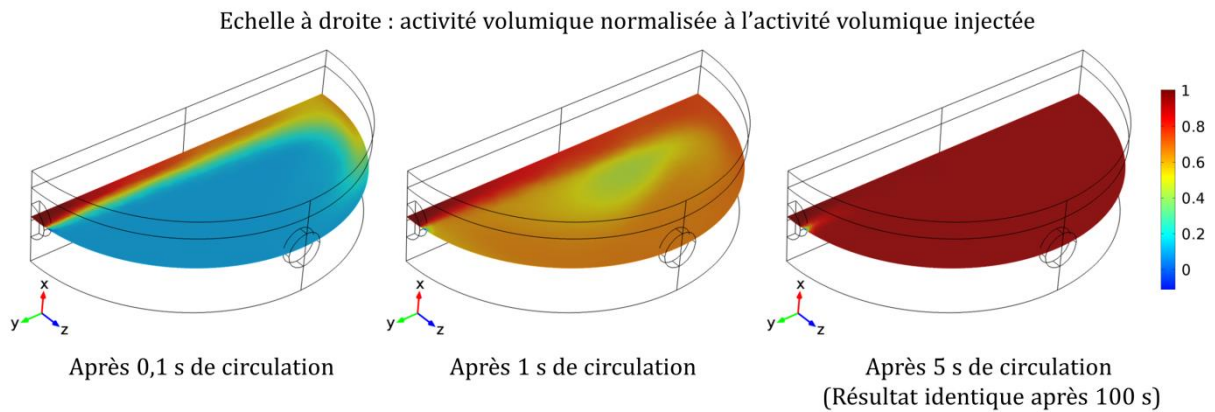 Echelle à droite : activité volumique normalisée à l’activité volumique injectée
x
y
z
x
y
z
x
y
z
1
0.8
0.6
0.4
0.2
0
Après 0,1 s de circulation
Après 1 s de circulation
Après 5 s de circulation
(Résultat identique après 100 s)